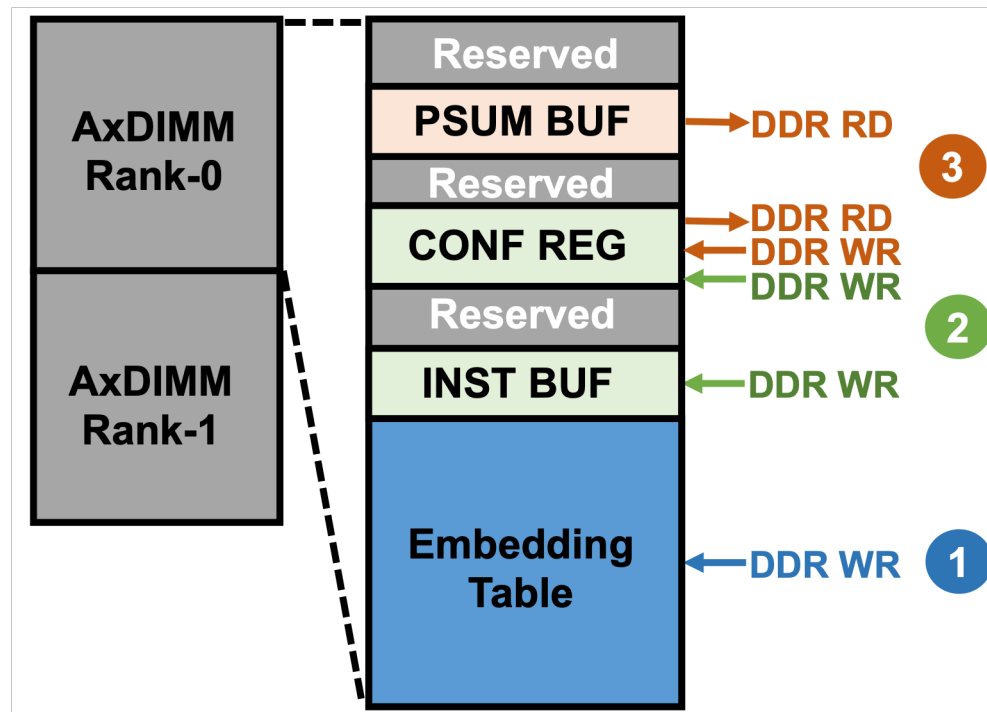 AxDIMM
Rank-0
AxDIMM
Rank-1
Reserved
PSUM BUF
Reserved
CONF REG
Reserved
INST BUF
Embedding
Table
DDR RD
3
DDR RD
DDR WR
DDR WR
2
DDR WR
DDR WR
1